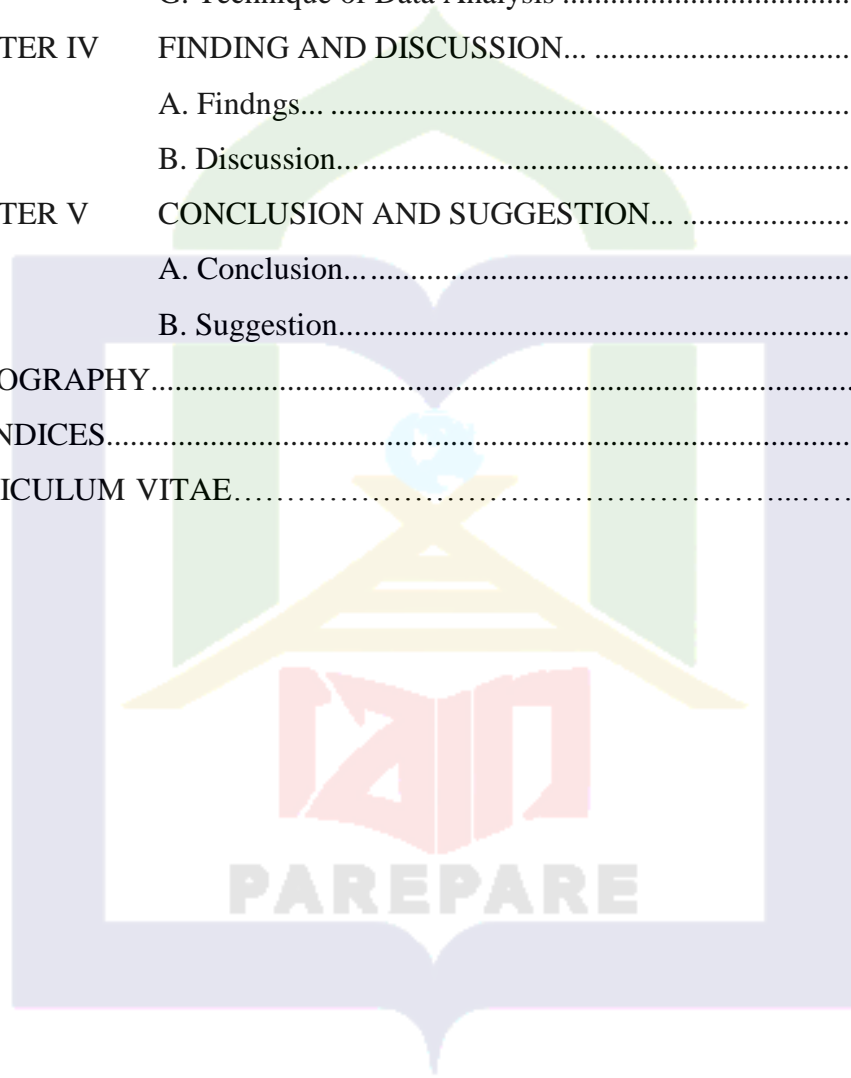 G. Technique of Data Analysis ....................................
TER IV FINDING AND DISCUSSION... ................................
A. Findngs... .................................................................
B. Discussion................................................................
TER V CONCLUSION AND SUGGESTION... .....................
A. Conclusion... ............................................................
B. Suggestion................................................................
OGRAPHY.......................................................................................
NDICES...........................................................................................
ICULUM VITAE………………………………………………...……
PAREPARE